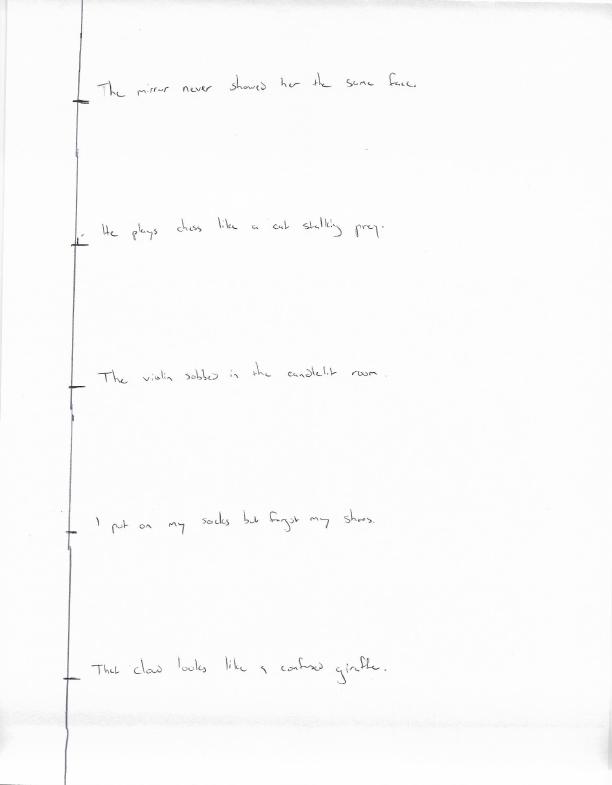 The mirror never showed her the same face.
He plays chess like a cat stalking prey.
The violin sobbed in the candlelit room.
I put on my socks but forgot my shoes.
That cloud looks like a confused giraffe.